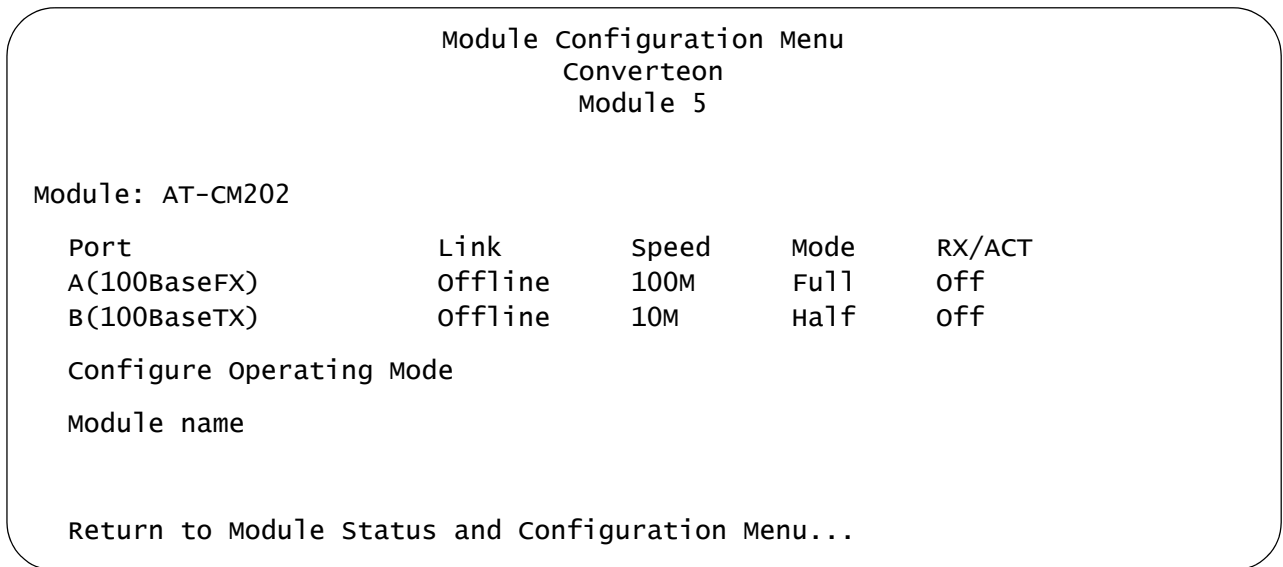 Module Configuration Menu
Converteon
Module 5
Module: AT-CM202
Port Link Speed Mode RX/ACT
A(100BaseFX) Offline 100M Full Off
B(100BaseTX) Offline 10M Half Off
Configure Operating Mode
Module name
Return to Module Status and Configuration Menu...